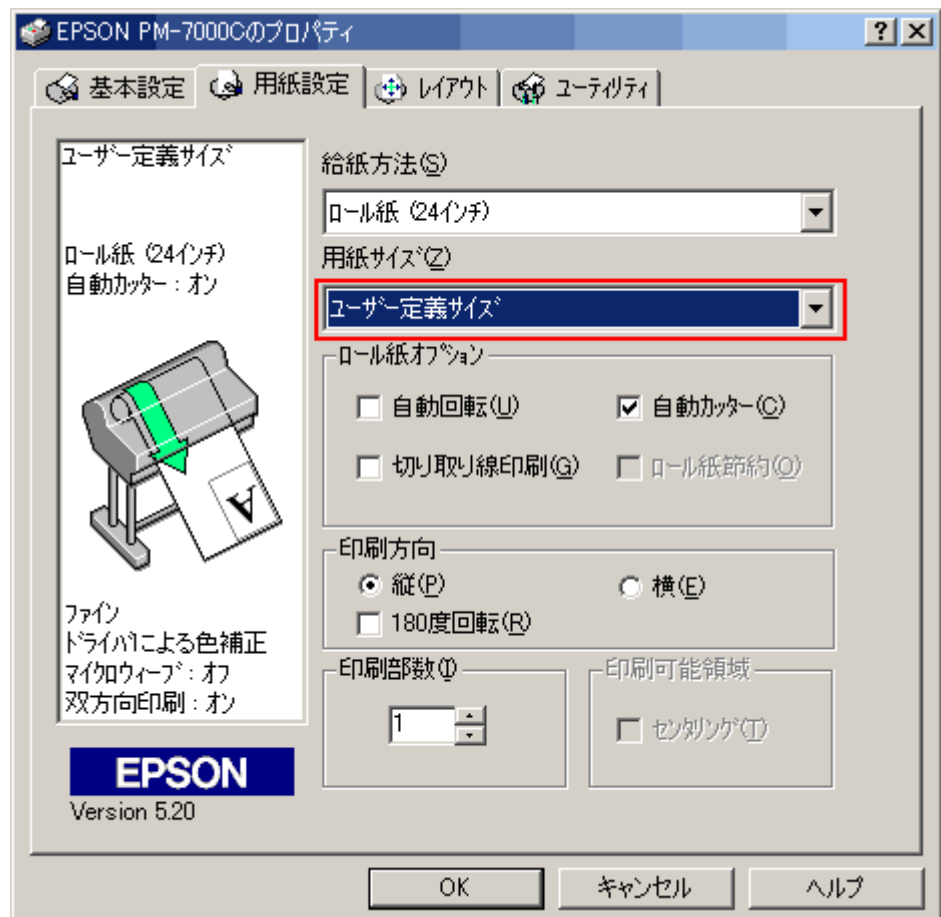 EPSON PM-7000Cのプロパティ
基本設定 用紙設定 レイアウト ユーティリティ
ユーザー定義サイズ
ロール紙 (24インチ)
自動カッター : オン
A
ファイン
ドライバによる色補正
マイクロウィーブ : オフ
双方向印刷 : オン
EPSON
Version 5.20
給紙方法(S)
ロール紙 (24インチ)
用紙サイズ(Z)
ユーザー定義サイズ
ロール紙オプション
自動回転(U) 自動カッター(C)
切り取り線印刷(G) ロール紙節約(O)
印刷方向
縦(P) 横(E)
180度回転(R)
印刷部数(I) 印刷可能領域
1 センタリング(T)
OK キャンセル ヘルプ